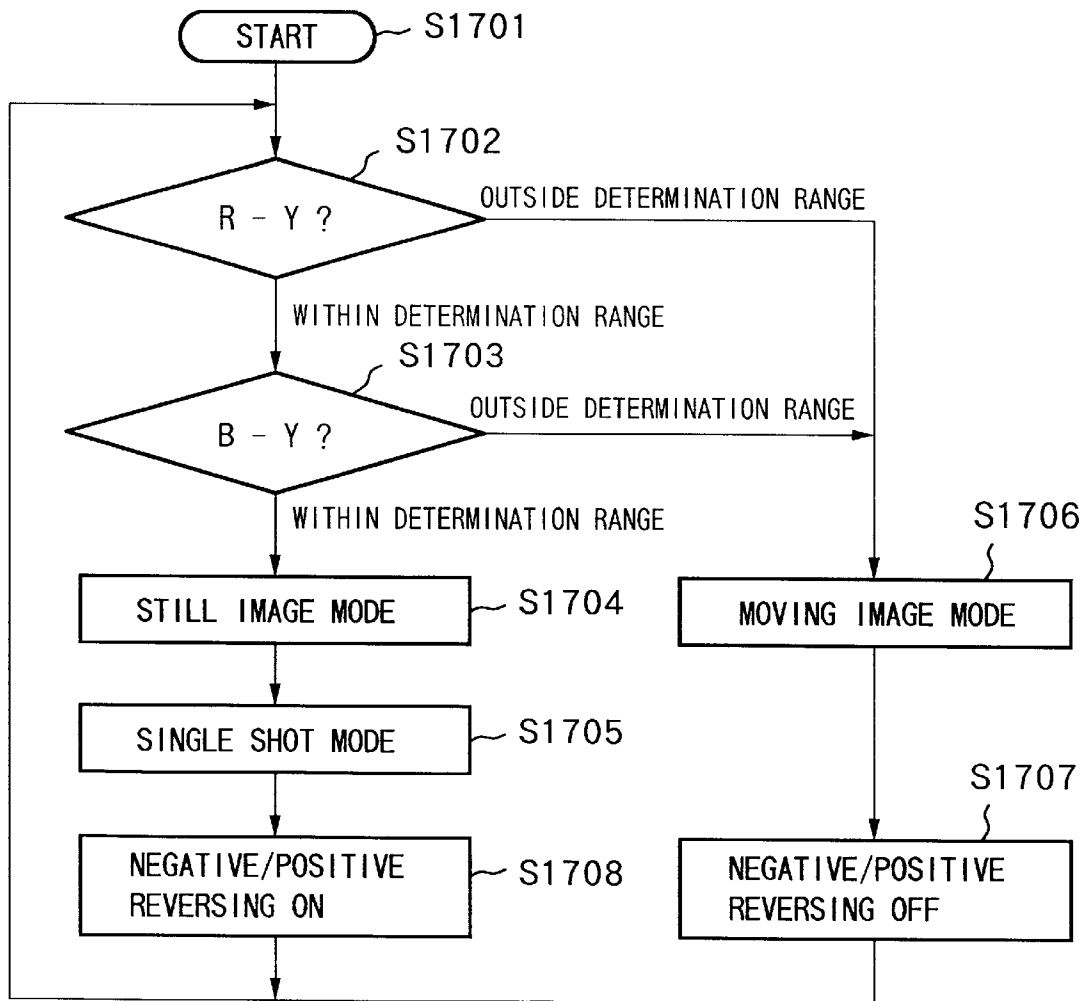 START
S1701
S1702
R - Y ?
OUTSIDE DETERMINATION RANGE
WITHIN DETERMINATION RANGE
S1703
B - Y ?
OUTSIDE DETERMINATION RANGE
WITHIN DETERMINATION RANGE
STILL IMAGE MODE
S1704
S1706
MOVING IMAGE MODE
SINGLE SHOT MODE
S1705
NEGATIVE/POSITIVE
REVERSING ON
S1708
S1707
NEGATIVE/POSITIVE
REVERSING OFF